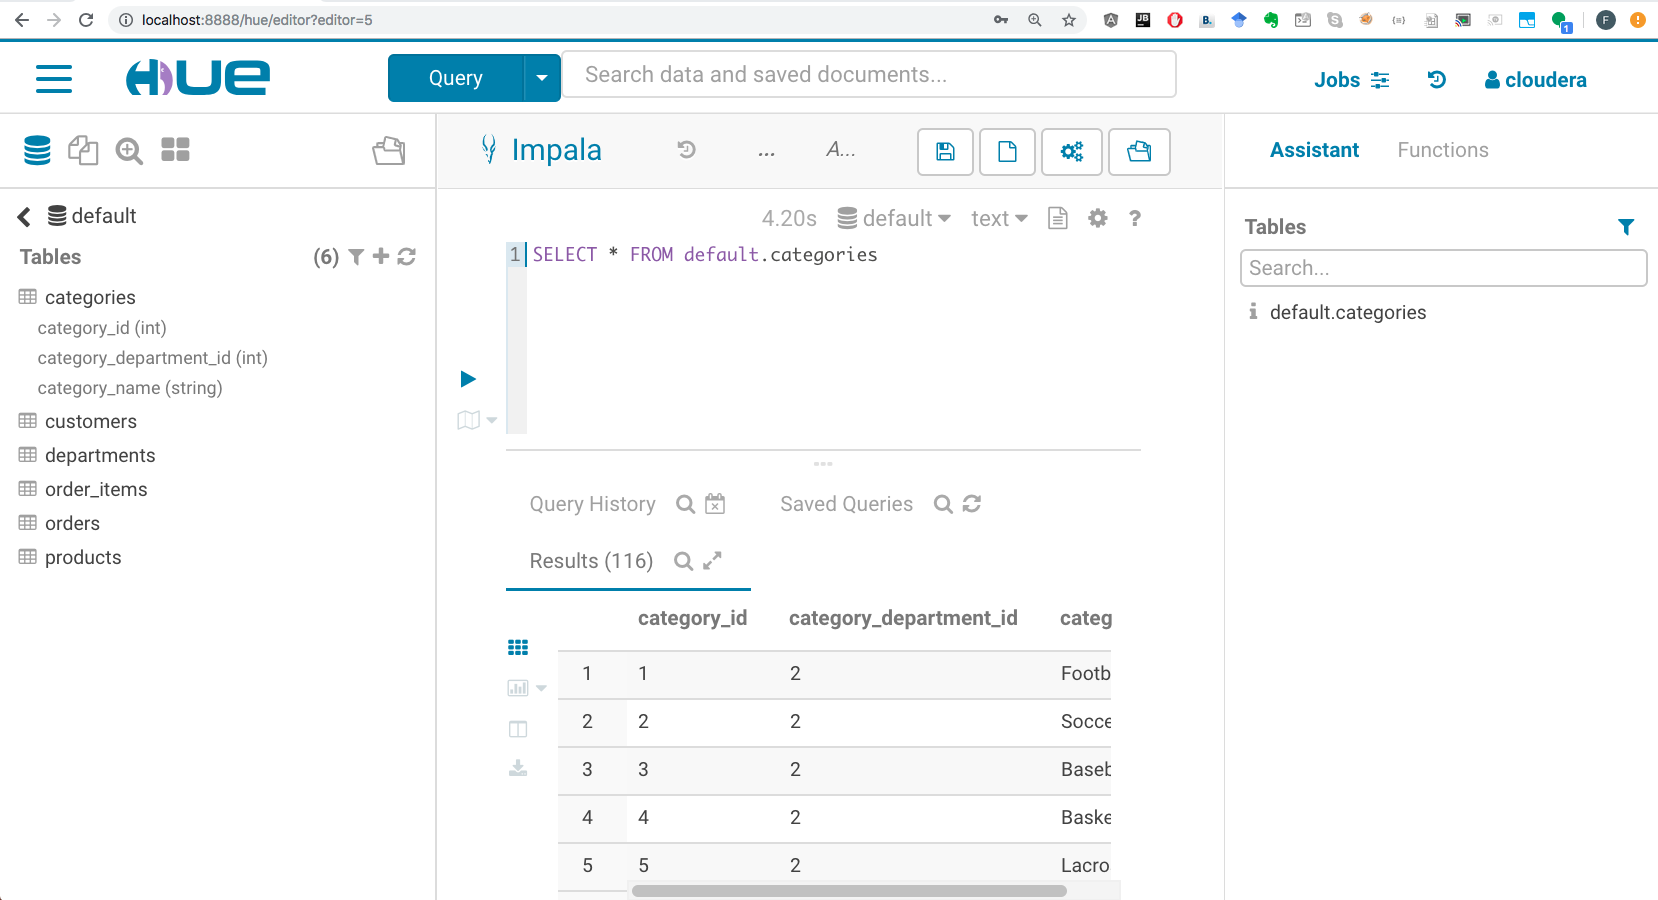 localhost:8888/hue/editor?editor=5
JB
B.
1
F
HUE
Query
Search data and saved documents...
Jobs
cloudera
Impala
...
A...
Assistant
Functions
default
Tables
(6)
categories
category_id (int)
category_department_id (int)
category_name (string)
customers
departments
order_items
orders
products
4.20s
default
text
?
1
SELECT * FROM default.categories
Query History
Saved Queries
Results (116)
category_id category_department_id categ
1 1 2 Footb
2 2 2 Socce
3 3 2 Baseb
4 4 2 Baske
5 5 2 Lacro
Tables
Search...
default.categories